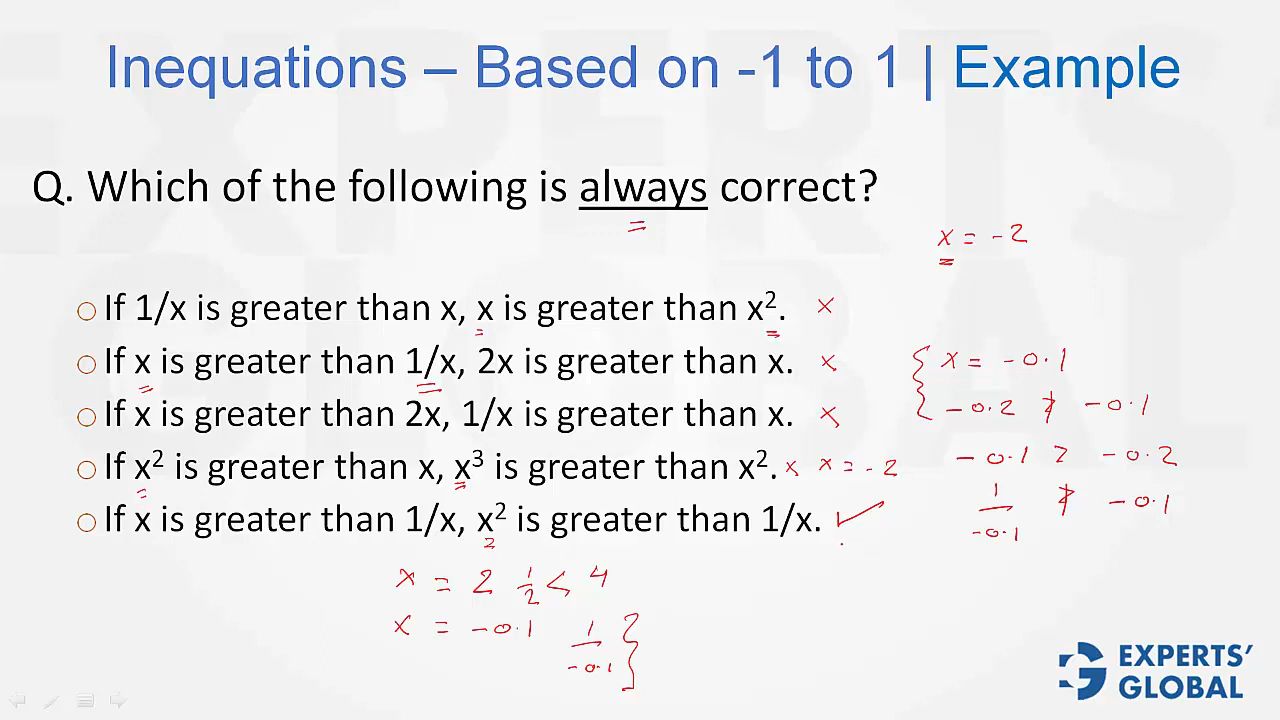 Inequations – Based on -1 to 1 | Example
Q. Which of the following is always correct?
x = -2
If 1/x is greater than x, x is greater than x². ×
If x is greater than 1/x, 2x is greater than x. ×
x = -0.1
If x is greater than 2x, 1/x is greater than x. ×
-0.2 ≯ -0.1
If x² is greater than x, x³ is greater than x². × x = -2
-0.1 > -0.2
If x is greater than 1/x, x² is greater than 1/x. ✓
1/-0.1 ≯ -0.1
x = 2 1/2 < 4
x = -0.1 1/-0.1
EXPERTS'
GLOBAL